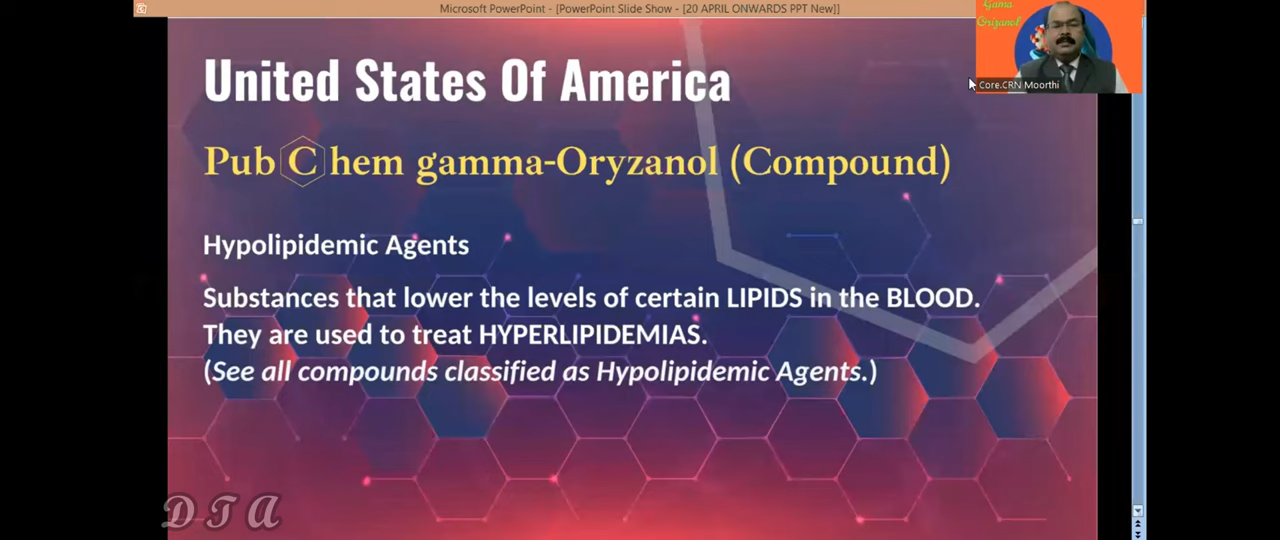 Microsoft PowerPoint - [PowerPoint Slide Show - [20 APRIL ONWARDS PPT New]]
Gama
Orizanol
Core.CRN Moorthi
United States Of America
PubChem gamma-Oryzanol (Compound)
Hypolipidemic Agents
Substances that lower the levels of certain LIPIDS in the BLOOD.
They are used to treat HYPERLIPIDEMIAS.
(See all compounds classified as Hypolipidemic Agents.)
DTA